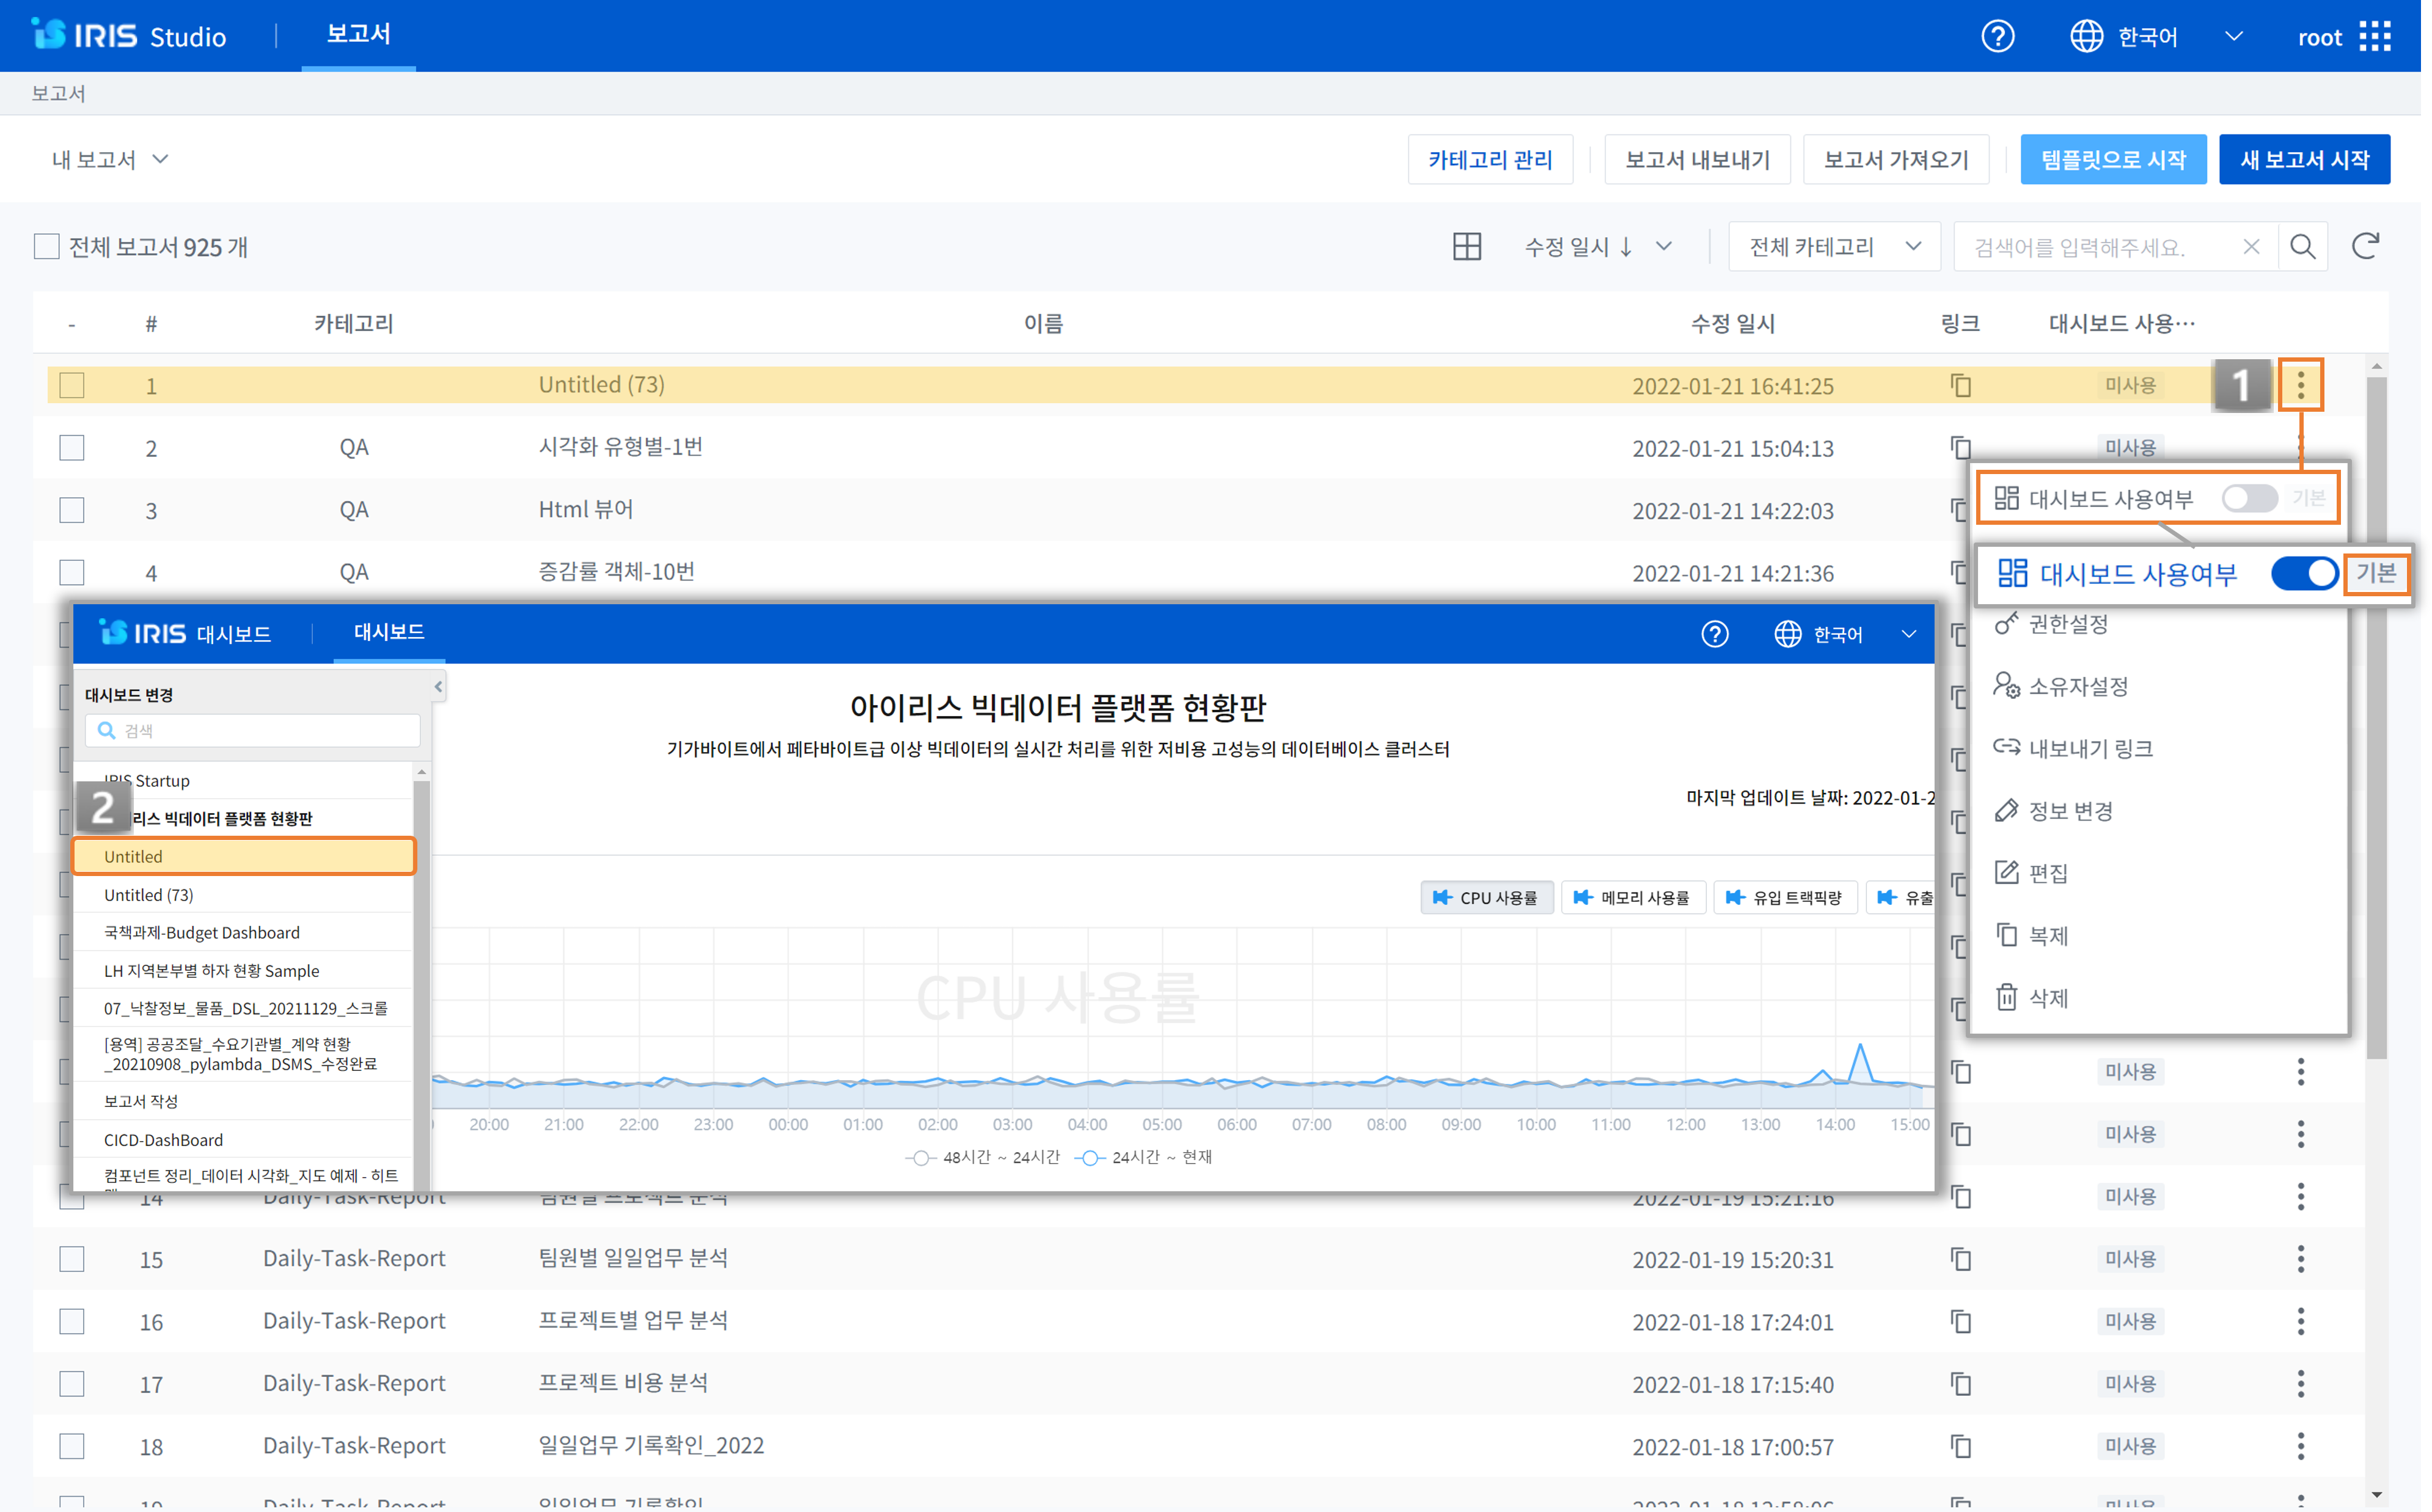 IRIS Studio
보고서
한국어
root
보고서
내 보고서
카테고리 관리
보고서 내보내기
보고서 가져오기
템플릿으로 시작
새 보고서 시작
전체 보고서 925 개
수정 일시 ↓
전체 카테고리
검색어를 입력해주세요.
- # 카테고리 이름 수정 일시 링크 대시보드 사용…
1 Untitled (73) 2022-01-21 16:41:25 미사용
1
2 QA 시각화 유형별-1번 2022-01-21 15:04:13 미사용
3 QA Html 뷰어 2022-01-21 14:22:03
4 QA 증감률 객체-10번 2022-01-21 14:21:36
대시보드 사용여부 기본
대시보드 사용여부 기본
권한설정
소유자설정
내보내기 링크
정보 변경
편집
복제
삭제
IRIS 대시보드
대시보드
한국어
대시보드 변경
검색
IRIS Startup
2
리스 빅데이터 플랫폼 현황판
Untitled
Untitled (73)
국책과제-Budget Dashboard
LH 지역본부별 하자 현황 Sample
07_낙찰정보_물품_DSL_20211129_스크롤
[용역] 공공조달_수요기관별_계약 현황
_20210908_pylambda_DSMS_수정완료
보고서 작성
CICD-DashBoard
컴포넌트 정리_데이터 시각화_지도 예제 - 히트
아이리스 빅데이터 플랫폼 현황판
기가바이트에서 페타바이트급 이상 빅데이터의 실시간 처리를 위한 저비용 고성능의 데이터베이스 클러스터
마지막 업데이트 날짜: 2022-01-2
CPU 사용률
메모리 사용률
유입 트랙픽량
유출
CPU 사용률
20:00 21:00 22:00 23:00 00:00 01:00 02:00 03:00 04:00 05:00 06:00 07:00 08:00 09:00 10:00 11:00 12:00 13:00 14:00 15:00
48시간 ~ 24시간
24시간 ~ 현재
미사용
미사용
14 Daily-Task-Report 팀원별 프로젝트 분석 2022-01-19 15:21:16 미사용
15 Daily-Task-Report 팀원별 일일업무 분석 2022-01-19 15:20:31 미사용
16 Daily-Task-Report 프로젝트별 업무 분석 2022-01-18 17:24:01 미사용
17 Daily-Task-Report 프로젝트 비용 분석 2022-01-18 17:15:40 미사용
18 Daily-Task-Report 일일업무 기록확인_2022 2022-01-18 17:00:57 미사용
19 Daily-Task-Report 일일업무 기록확인 2022-01-18 12:58:06 미사용